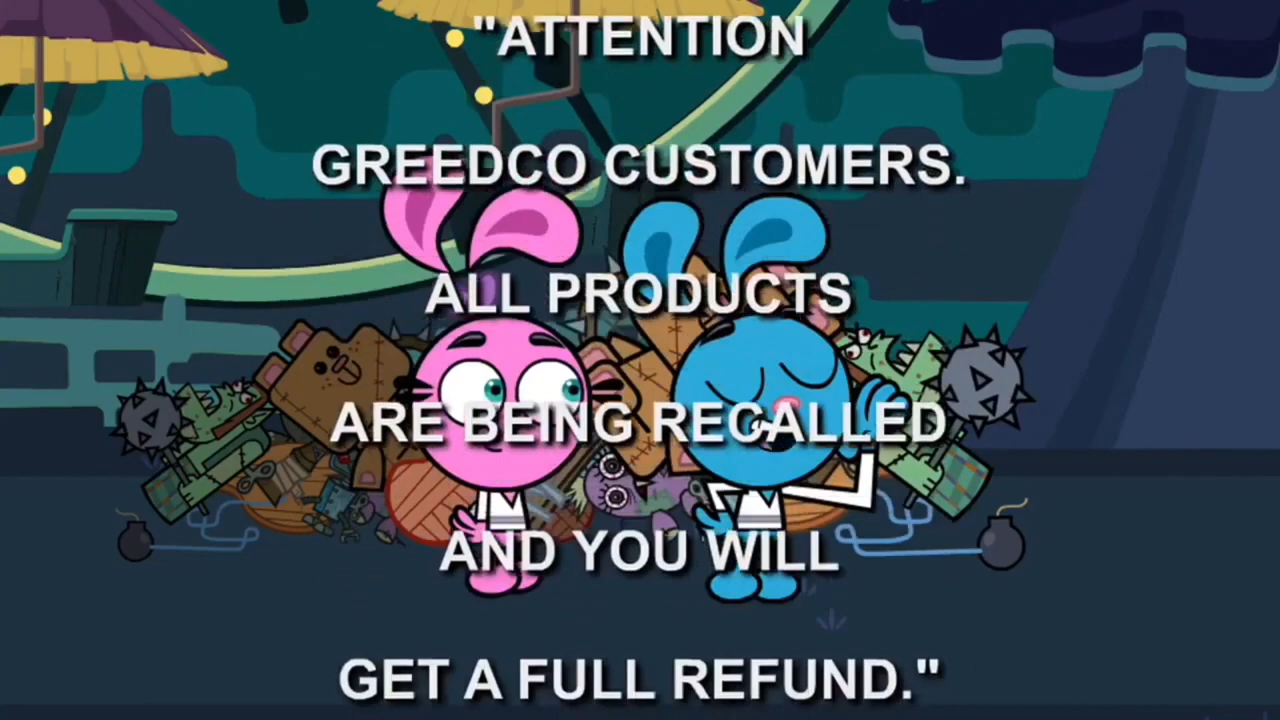 "ATTENTION
GREEDCO CUSTOMERS.
ALL PRODUCTS
ARE BEING RECALLED
AND YOU WILL
GET A FULL REFUND."